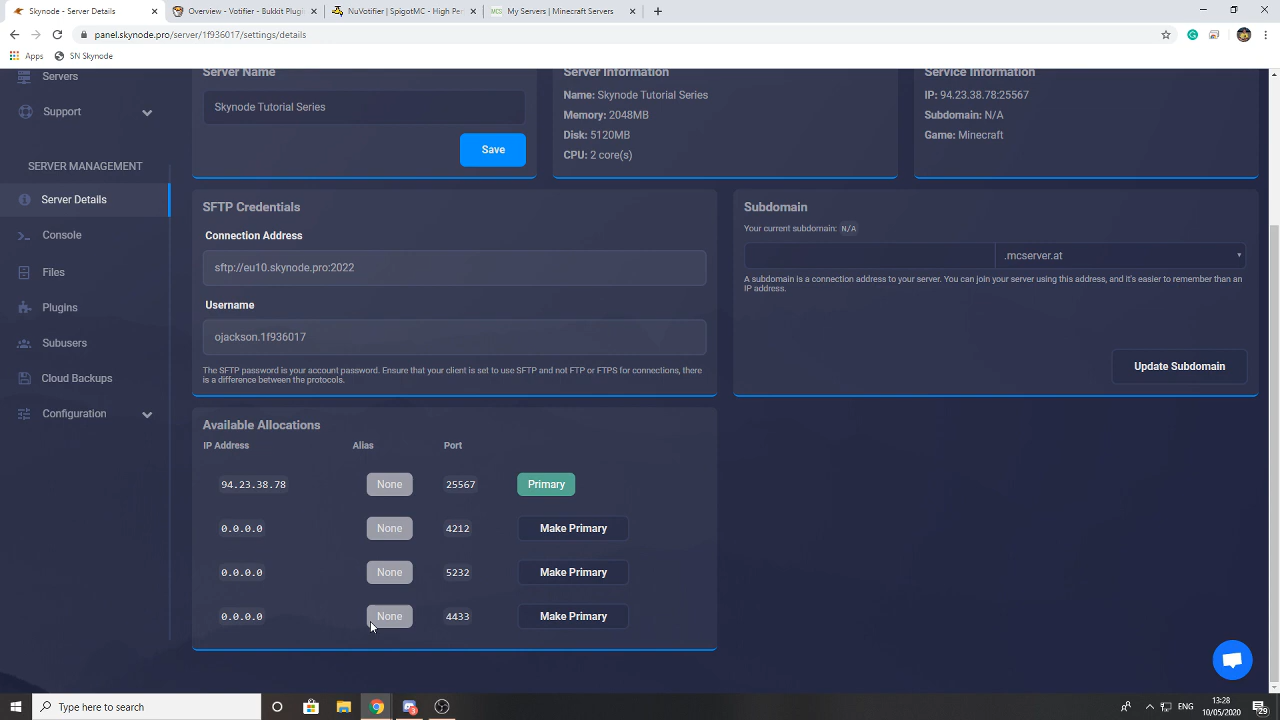 Skynode - Server Details
Overview - Votifier - Bukkit Plugi
NuVotifier | SpigotMC - High Per
MCS
My Servers | Minecraft Servers
panel.skynode.pro/server/1f936017/settings/details
Apps
SN Skynode
Servers
Support
SERVER MANAGEMENT
Server Details
Console
Files
Plugins
Subusers
Cloud Backups
Configuration
Server Name
Skynode Tutorial Series
Save
Server Information
Name: Skynode Tutorial Series
Memory: 2048MB
Disk: 5120MB
CPU: 2 core(s)
Service Information
IP: 94.23.38.78:25567
Subdomain: N/A
Game: Minecraft
SFTP Credentials
Connection Address
sftp://eu10.skynode.pro:2022
Username
ojackson.1f936017
The SFTP password is your account password. Ensure that your client is set to use SFTP and not FTP or FTPS for connections, there
is a difference between the protocols.
Subdomain
Your current subdomain: N/A
.mcserver.at
A subdomain is a connection address to your server. You can join your server using this address, and it's easier to remember than an
IP address.
Update Subdomain
Available Allocations
IP Address Alias Port
94.23.38.78 None 25567 Primary
0.0.0.0 None 4212 Make Primary
0.0.0.0 None 5232 Make Primary
0.0.0.0 None 4433 Make Primary
Type here to search
ENG
13:28
10/05/2020